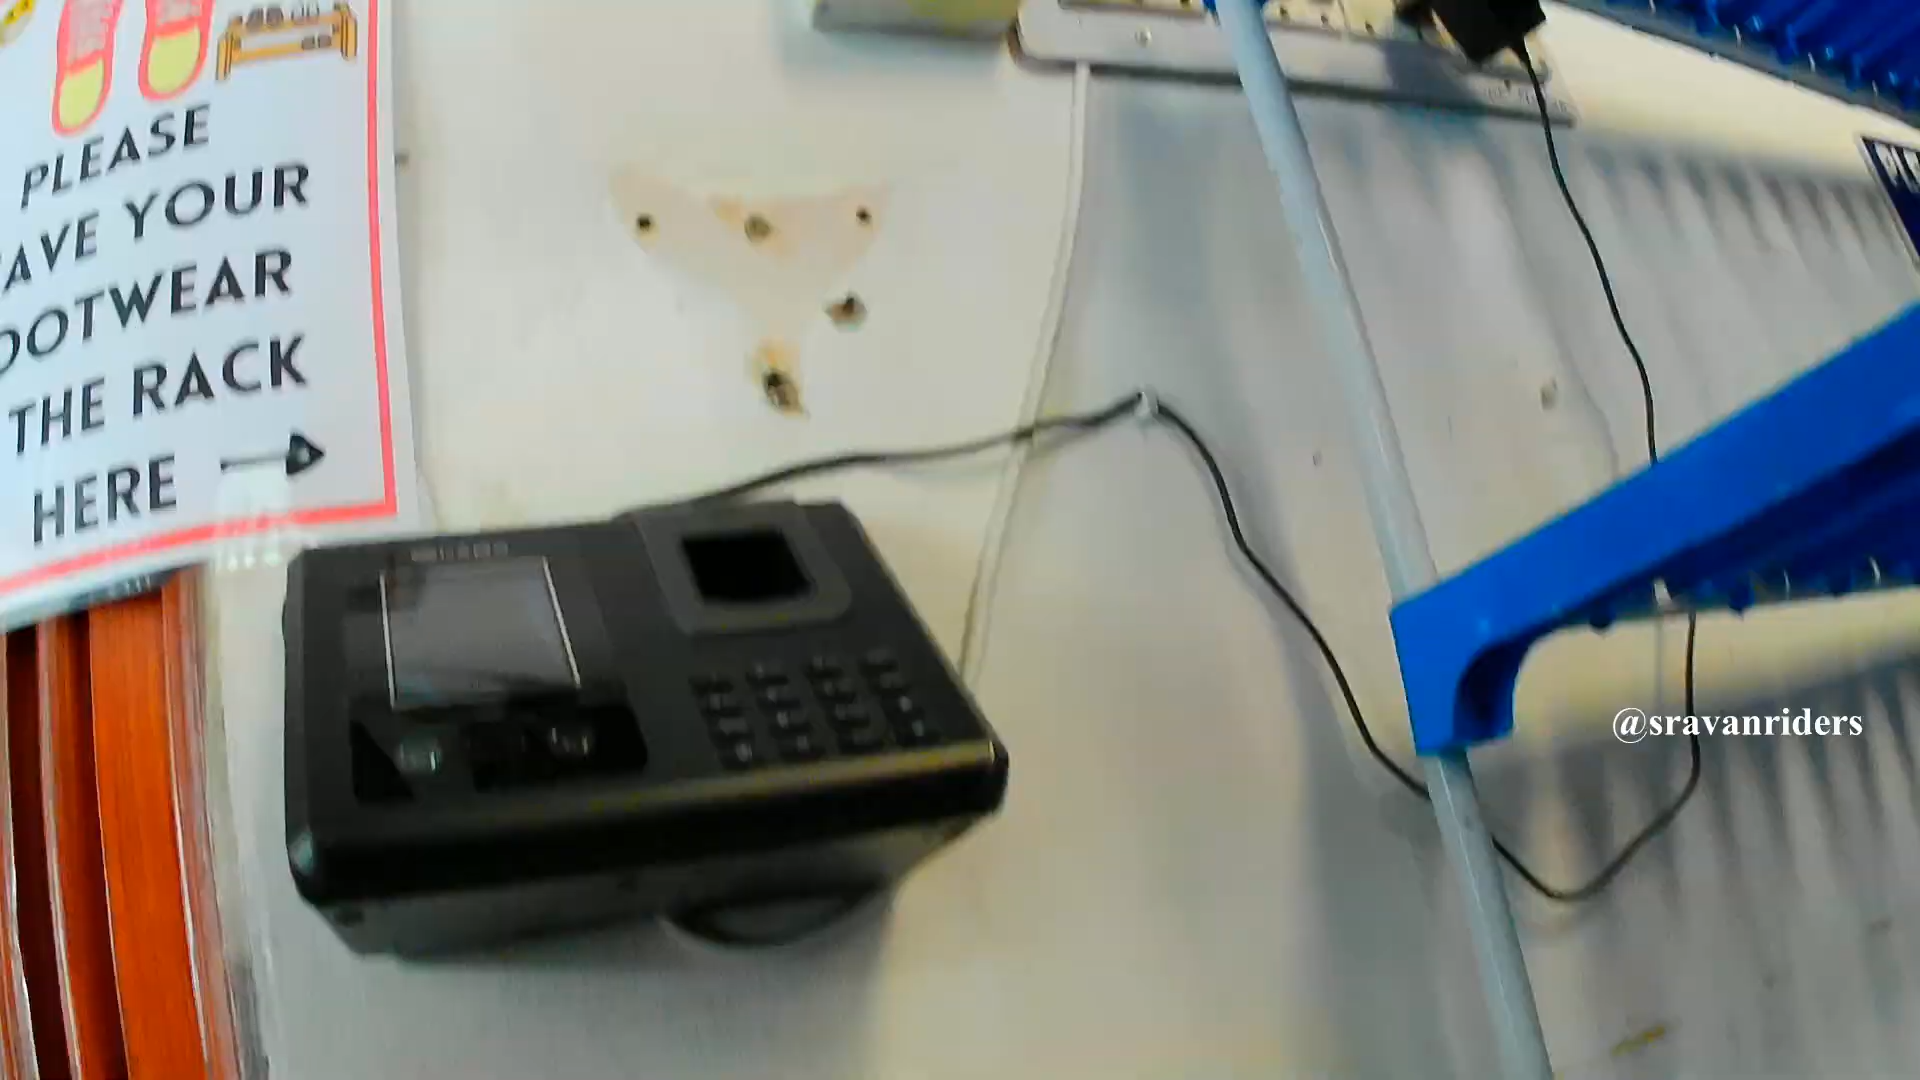 PLEASE
AVE YOUR
OOTWEAR
THE RACK
HERE
@sravanriders